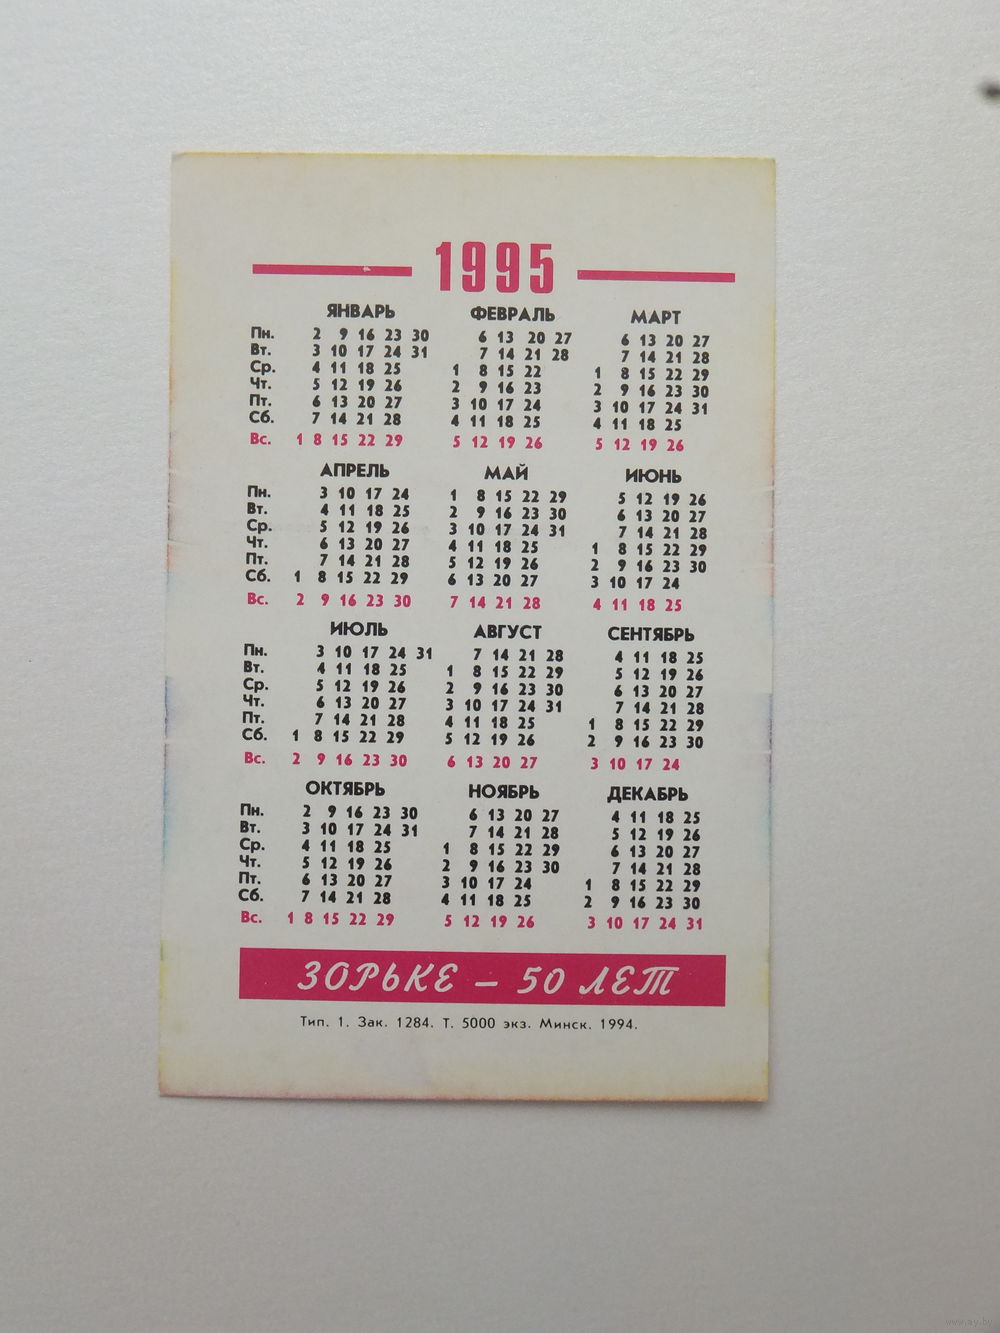 1995
ЯНВАРЬ ФЕВРАЛЬ МАРТ
Пн. 2 9 16 23 30 6 13 20 27 6 13 20 27
Вт. 3 10 17 24 31 7 14 21 28 7 14 21 28
Ср. 4 11 18 25 1 8 15 22 1 8 15 22 29
Чт. 5 12 19 26 2 9 16 23 2 9 16 23 30
Пт. 6 13 20 27 3 10 17 24 3 10 17 24 31
Сб. 7 14 21 28 4 11 18 25 4 11 18 25
Вс. 1 8 15 22 29 5 12 19 26 5 12 19 26
АПРЕЛЬ МАЙ ИЮНЬ
Пн. 3 10 17 24 1 8 15 22 29 5 12 19 26
Вт. 4 11 18 25 2 9 16 23 30 6 13 20 27
Ср. 5 12 19 26 3 10 17 24 31 7 14 21 28
Чт. 6 13 20 27 4 11 18 25 1 8 15 22 29
Пт. 7 14 21 28 5 12 19 26 2 9 16 23 30
Сб. 1 8 15 22 29 6 13 20 27 3 10 17 24
Вс. 2 9 16 23 30 7 14 21 28 4 11 18 25
ИЮЛЬ АВГУСТ СЕНТЯБРЬ
Пн. 3 10 17 24 31 7 14 21 28 4 11 18 25
Вт. 4 11 18 25 1 8 15 22 29 5 12 19 26
Ср. 5 12 19 26 2 9 16 23 30 6 13 20 27
Чт. 6 13 20 27 3 10 17 24 31 7 14 21 28
Пт. 7 14 21 28 4 11 18 25 1 8 15 22 29
Сб. 1 8 15 22 29 5 12 19 26 2 9 16 23 30
Вс. 2 9 16 23 30 6 13 20 27 3 10 17 24
ОКТЯБРЬ НОЯБРЬ ДЕКАБРЬ
Пн. 2 9 16 23 30 6 13 20 27 4 11 18 25
Вт. 3 10 17 24 31 7 14 21 28 5 12 19 26
Ср. 4 11 18 25 1 8 15 22 29 6 13 20 27
Чт. 5 12 19 26 2 9 16 23 30 7 14 21 28
Пт. 6 13 20 27 3 10 17 24 1 8 15 22 29
Сб. 7 14 21 28 4 11 18 25 2 9 16 23 30
Вс. 1 8 15 22 29 5 12 19 26 3 10 17 24 31
ЗОРЬКЕ – 50 ЛЕТ
Тип. 1. Зак. 1284. Т. 5000 экз. Минск. 1994.
www.ay.by